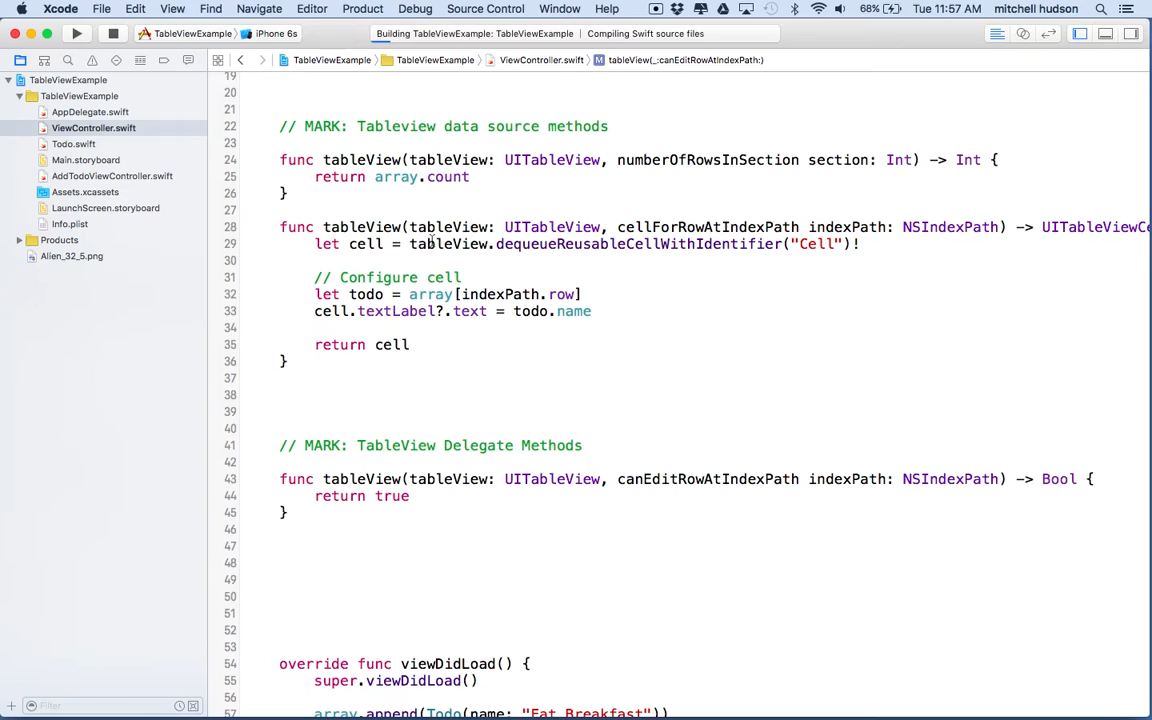 Xcode File Edit View Find Navigate Editor Product Debug Source Control Window Help 68% Tue 11:57 AM mitchell hudson
TableViewExample iPhone 6s Building TableViewExample: TableViewExample Compiling Swift source files
TableViewExample TableViewExample ViewController.swift M tableView(_:canEditRowAtIndexPath:)
TableViewExample
TableViewExample
AppDelegate.swift
ViewController.swift
Todo.swift
Main.storyboard
AddTodoViewController.swift
Assets.xcassets
LaunchScreen.storyboard
Info.plist
Products
Alien_32_5.png
Filter
19
20
21
22 // MARK: Tableview data source methods
23
24 func tableView(tableView: UITableView, numberOfRowsInSection section: Int) -> Int {
25 return array.count
26 }
27
28 func tableView(tableView: UITableView, cellForRowAtIndexPath indexPath: NSIndexPath) -> UITableViewCe
29 let cell = tableView.dequeueReusableCellWithIdentifier("Cell")!
30
31 // Configure cell
32 let todo = array[indexPath.row]
33 cell.textLabel?.text = todo.name
34
35 return cell
36 }
37
38
39
40
41 // MARK: TableView Delegate Methods
42
43 func tableView(tableView: UITableView, canEditRowAtIndexPath indexPath: NSIndexPath) -> Bool {
44 return true
45 }
46
47
48
49
50
51
52
53
54 override func viewDidLoad() {
55 super.viewDidLoad()
56
57 array.append(Todo(name: "Eat Breakfast"))